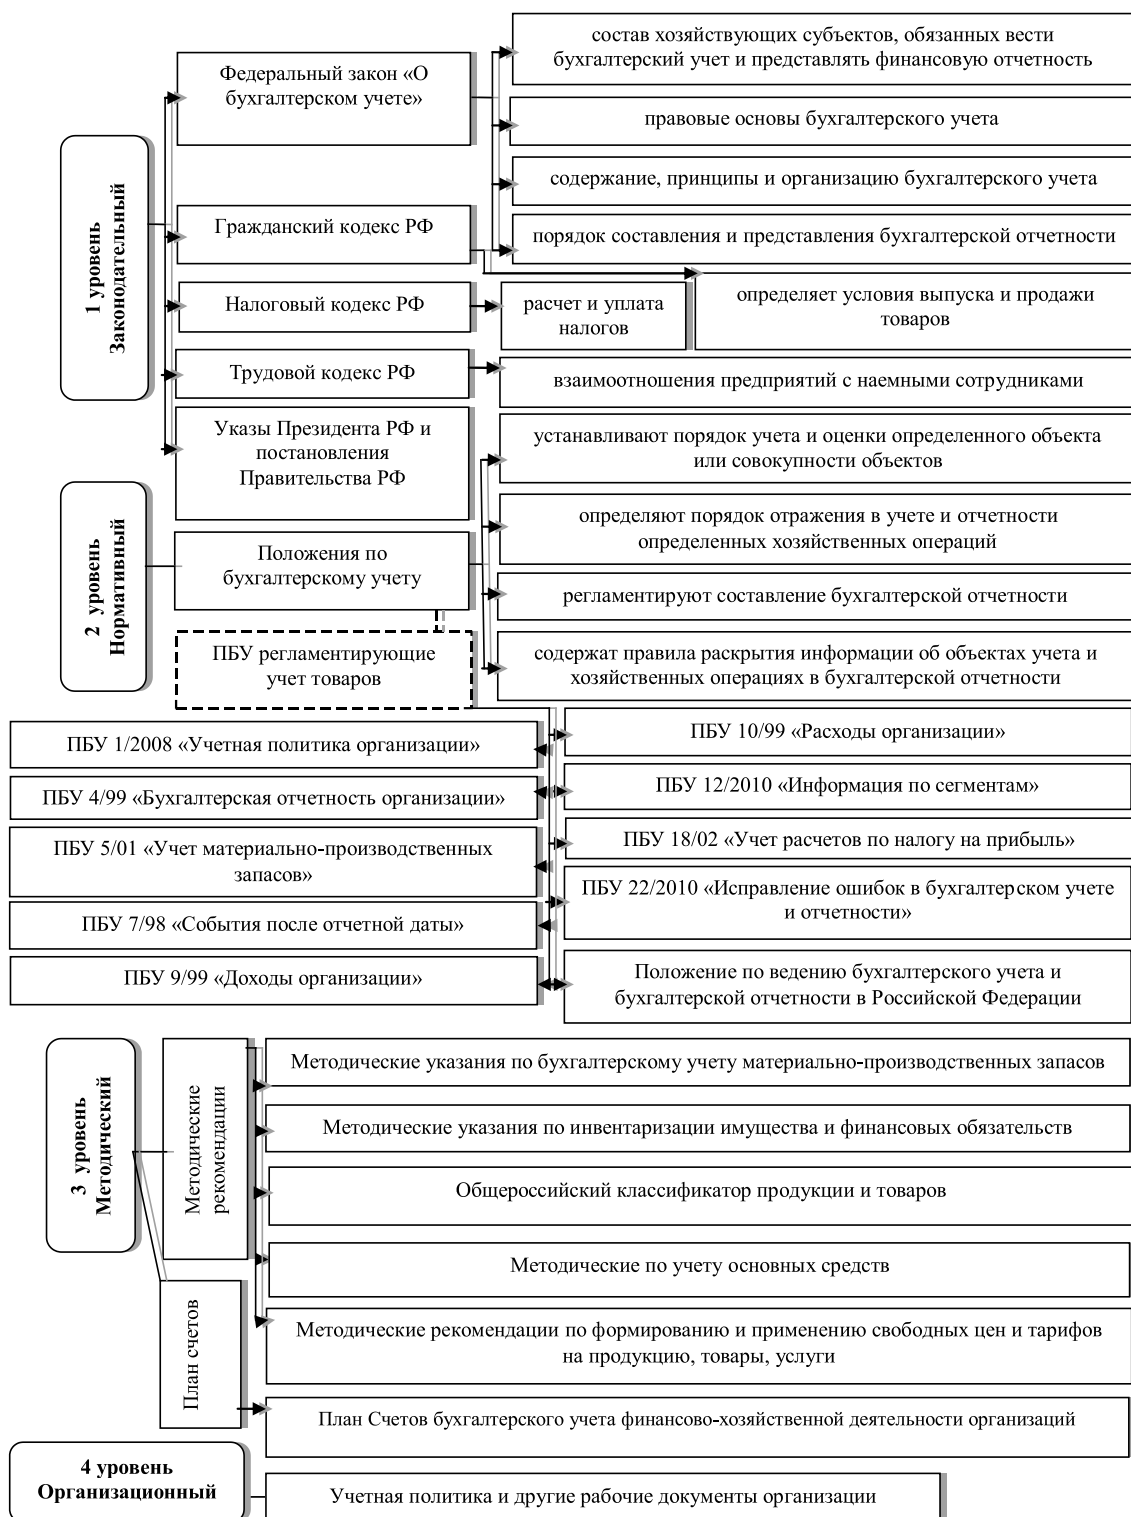 состав хозяйствующих субъектов, обязанных вести
бухгалтерский учет и представлять финансовую отчетность
Федеральный закон «О
бухгалтерском учете»
правовые основы бухгалтерского учета
содержание, принципы и организацию бухгалтерского учета
1 уровень
Законодательный
Гражданский кодекс РФ
порядок составления и представления бухгалтерской отчетности
определяет условия выпуска и продажи
товаров
Налоговый кодекс РФ
расчет и уплата
налогов
Трудовой кодекс РФ
взаимоотношения предприятий с наемными сотрудниками
Указы Президента РФ и
постановления
Правительства РФ
устанавливают порядок учета и оценки определенного объекта
или совокупности объектов
2 уровень
Нормативный
определяют порядок отражения в учете и отчетности
определенных хозяйственных операций
Положения по
бухгалтерскому учету
регламентируют составление бухгалтерской отчетности
ПБУ регламентирующие
учет товаров
содержат правила раскрытия информации об объектах учета и
хозяйственных операциях в бухгалтерской отчетности
ПБУ 1/2008 «Учетная политика организации»
ПБУ 10/99 «Расходы организации»
ПБУ 4/99 «Бухгалтерская отчетность организации»
ПБУ 12/2010 «Информация по сегментам»
ПБУ 5/01 «Учет материально-производственных
запасов»
ПБУ 18/02 «Учет расчетов по налогу на прибыль»
ПБУ 22/2010 «Исправление ошибок в бухгалтерском учете
и отчетности»
ПБУ 7/98 «События после отчетной даты»
ПБУ 9/99 «Доходы организации»
Положение по ведению бухгалтерского учета и
бухгалтерской отчетности в Российской Федерации
3 уровень
Методический
Методические
рекомендации
Методические указания по бухгалтерскому учету материально-производственных запасов
Методические указания по инвентаризации имущества и финансовых обязательств
Общероссийский классификатор продукции и товаров
Методические по учету основных средств
План счетов
Методические рекомендации по формированию и применению свободных цен и тарифов
на продукцию, товары, услуги
План Счетов бухгалтерского учета финансово-хозяйственной деятельности организаций
4 уровень
Организационный
Учетная политика и другие рабочие документы организации